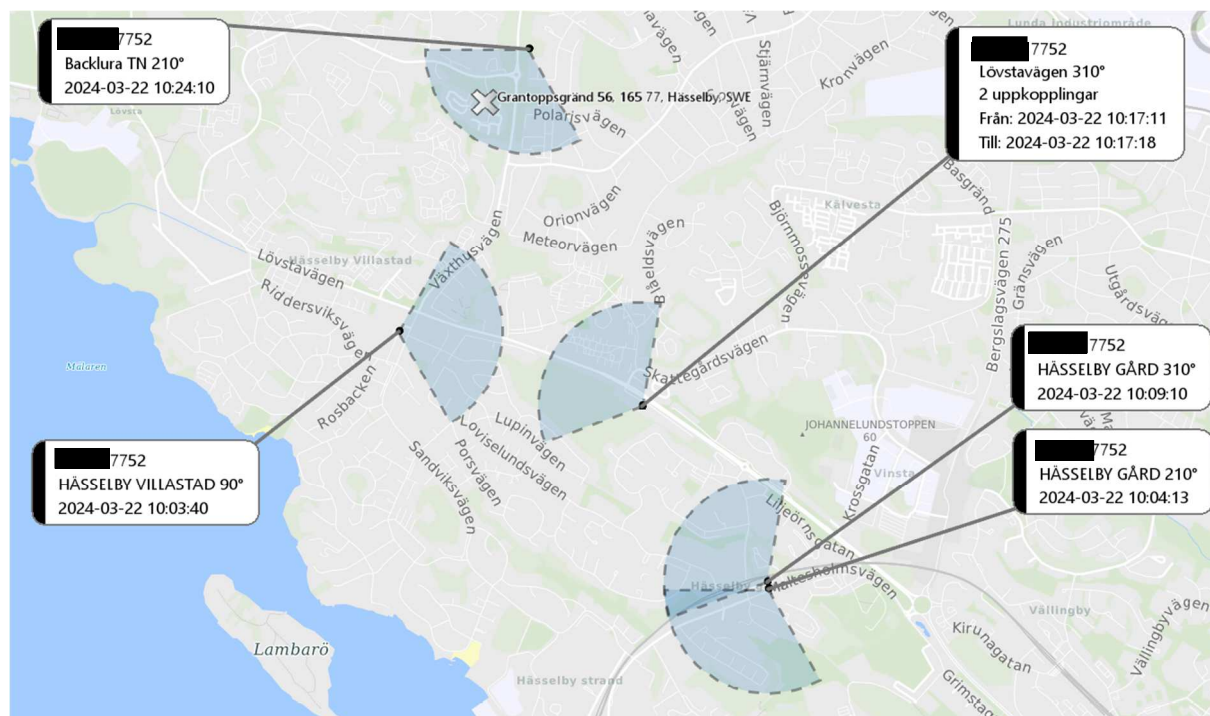 7752
Backlura TN 210°
2024-03-22 10:24:10
7752
Lövstavägen 310°
2 uppkopplingar
Från: 2024-03-22 10:17:11
Till: 2024-03-22 10:17:18
Lunda Industriområde
Stjärnvägen
Kronvägen
Grantoppsgränd 56, 165 77, Hässelby, SWE
Polarisvägen
Lövsta
Basgränd
Kälvesta
Orionvägen
Meteorvägen
Växthusvägen
Blåeldsvägen
Björnmossevägen
Bergslagsvägen 275
Gränsvägen
Utgårdsvägen
Hässelby Villastad
Lövstavägen
Riddersviksvägen
Mälaren
Rosbacken
Skattegårdsvägen
7752
HÄSSELBY GÅRD 310°
2024-03-22 10:09:10
Lupinvägen
Loviselundsvägen
Porsvägen
Sandviksvägen
JOHANNELUNDSTOPPEN
60
Krossgatan
Vinsta
7752
HÄSSELBY VILLASTAD 90°
2024-03-22 10:03:40
7752
HÄSSELBY GÅRD 210°
2024-03-22 10:04:13
Liljeörnsgatan
Hässelby
Maltesholmsvägen
Vällingby
Vällingbyvägen
Kirunagatan
Lambarö
Hässelby strand
Grimstag